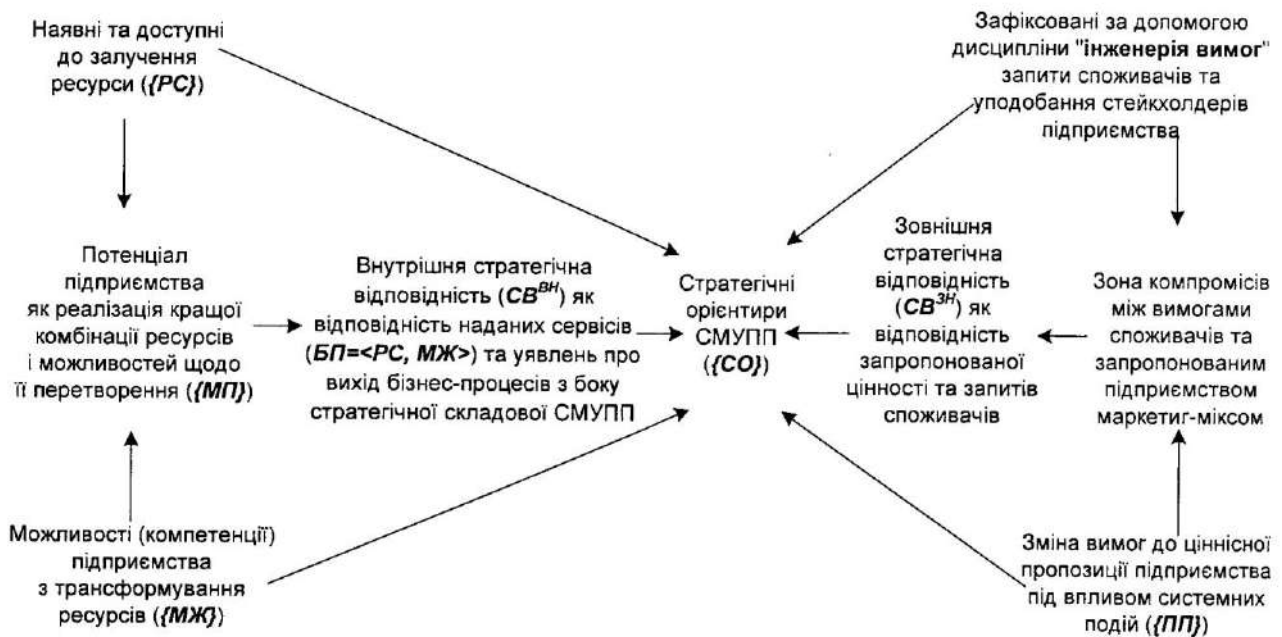 Наявні та доступні
до залучення
ресурси ({РС})
Зафіксовані за допомогою
дисципліни "інженерія вимог"
запити споживачів та
уподобання стейкхолдерів
підприємства
Потенціал
підприємства
як реалізація кращої
комбінації ресурсів
і можливостей щодо
її перетворення ({МП})
Внутрішня стратегічна
відповідність (СВ^ВН) як
відповідність наданих сервісів
(БП=<РС, МЖ>) та уявлень про
вихід бізнес-процесів з боку
стратегічної складової СМУПП
Стратегічні
орієнтири
СМУПП
({СО})
Зовнішня
стратегічна
відповідність
(СВ^ЗН) як
відповідність
запропонованої
цінності та запитів
споживачів
Зона компромісів
між вимогами
споживачів та
запропонованим
підприємством
маркетиг-міксом
Можливості (компетенції)
підприємства
з трансформування
ресурсів ({МЖ})
Зміна вимог до ціннісної
пропозиції підприємства
під впливом системних
подій ({ПП})